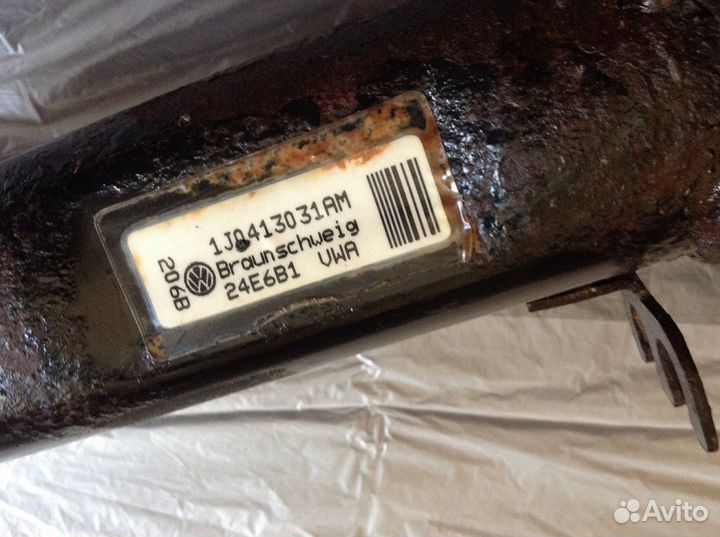 1J0413031AM
Braunschweig
24E6B1 VWA
206B
Avito